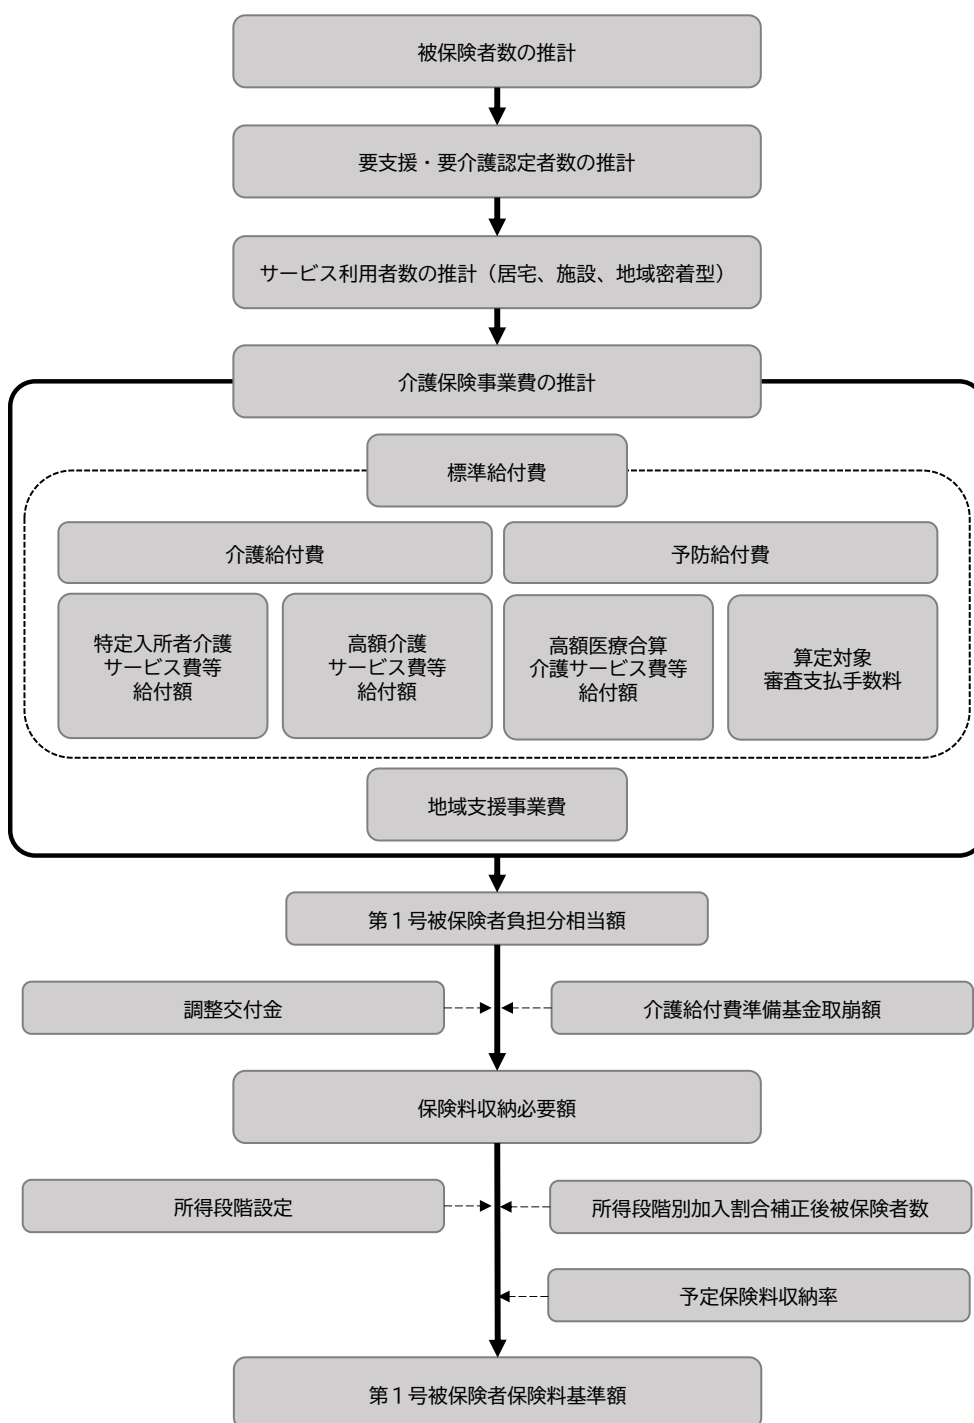 被保険者数の推計
要支援・要介護認定者数の推計
サービス利用者数の推計（居宅、施設、地域密着型）
介護保険事業費の推計
標準給付費
介護給付費
予防給付費
特定入所者介護
サービス費等
給付額
高額介護
サービス費等
給付額
高額医療合算
介護サービス費等
給付額
算定対象
審査支払手数料
地域支援事業費
第１号被保険者負担分相当額
調整交付金
介護給付費準備基金取崩額
保険料収納必要額
所得段階設定
所得段階別加入割合補正後被保険者数
予定保険料収納率
第１号被保険者保険料基準額